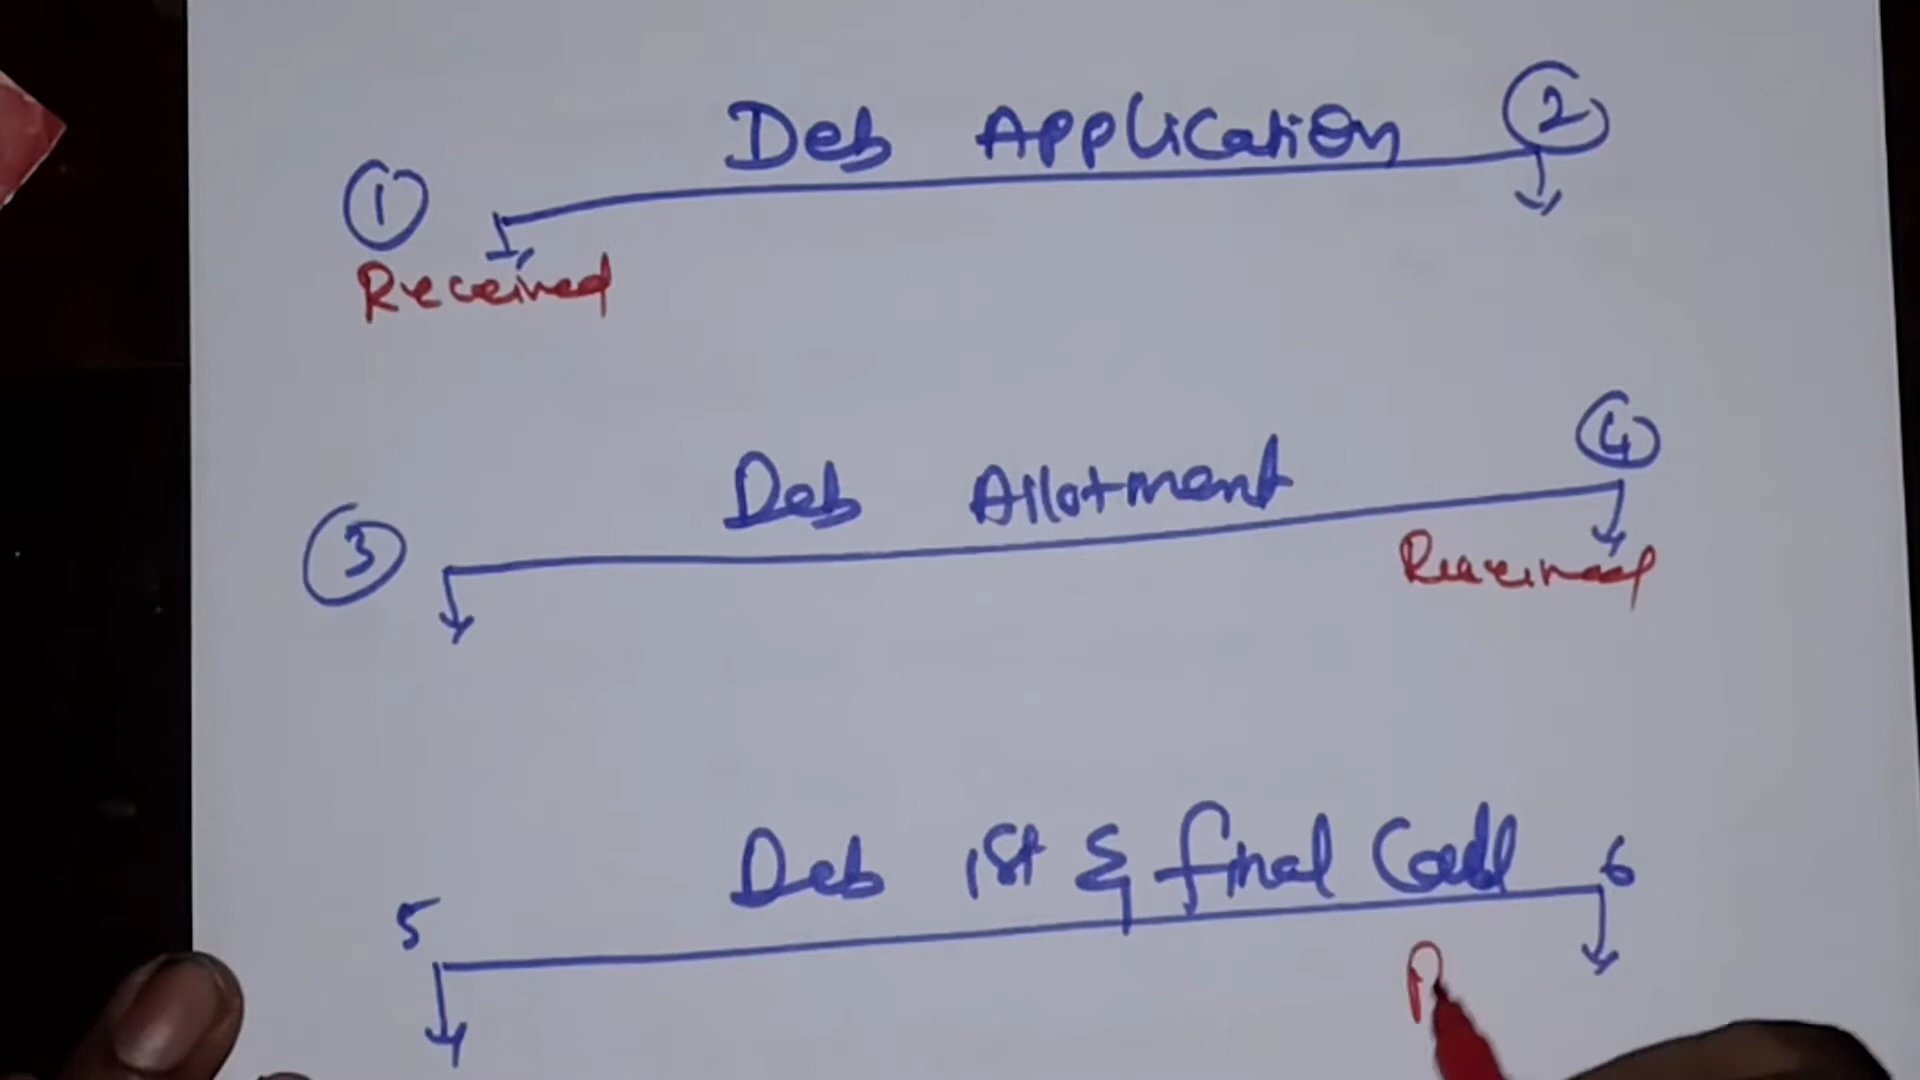 Deb Application ②
①
Received
Deb Allotment ④
③
Received
Deb 1st & final Call 6
5
R